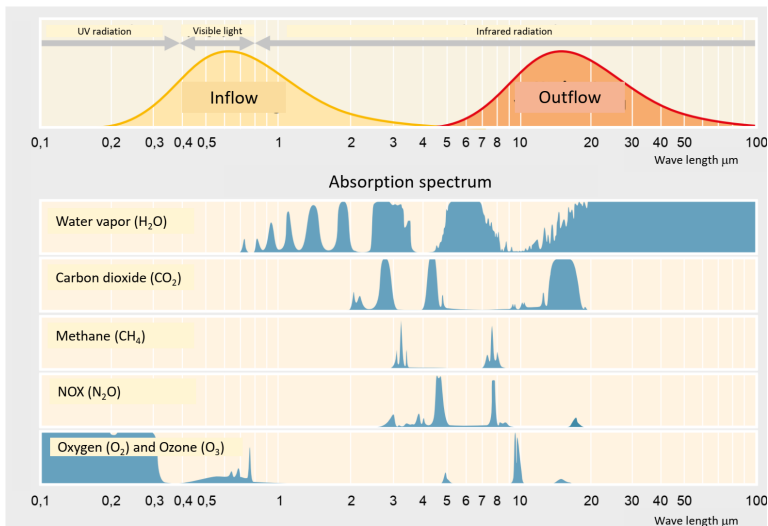 UV radiation Visible light Infrared radiation
Inflow Outflow
0,1 0,2 0,3 0,4 0,5 1 2 3 4 5 6 7 8 10 20 30 40 50 100
Wave length µm
Absorption spectrum
Water vapor (H₂O)
Carbon dioxide (CO₂)
Methane (CH₄)
NOX (N₂O)
Oxygen (O₂) and Ozone (O₃)
0,1 0,2 0,3 0,4 0,5 1 2 3 4 5 6 7 8 10 20 30 40 50 100
Wave length µm